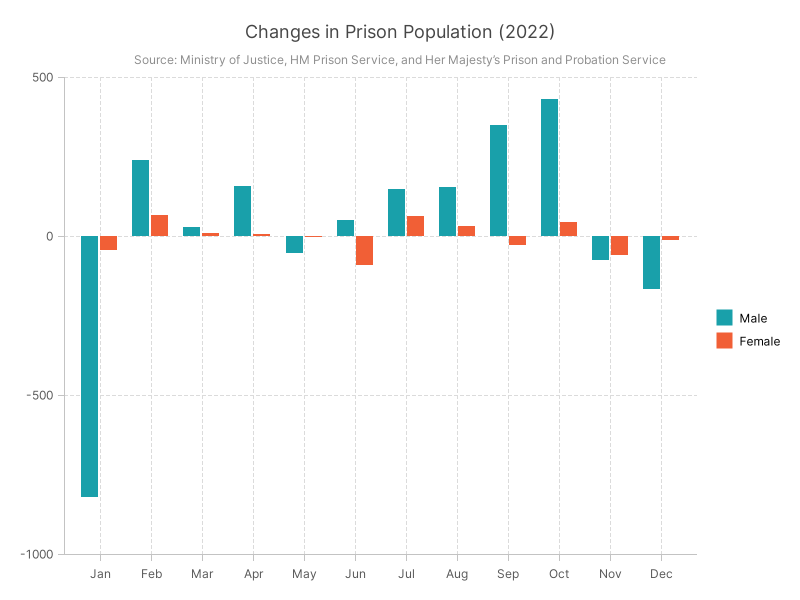 Changes in Prison Population (2022)
Source: Ministry of Justice, HM Prison Service, and Her Majesty's Prison and Probation Service
500
0
-500
-1000
Jan Feb Mar Apr May Jun Jul Aug Sep Oct Nov Dec
Male
Female